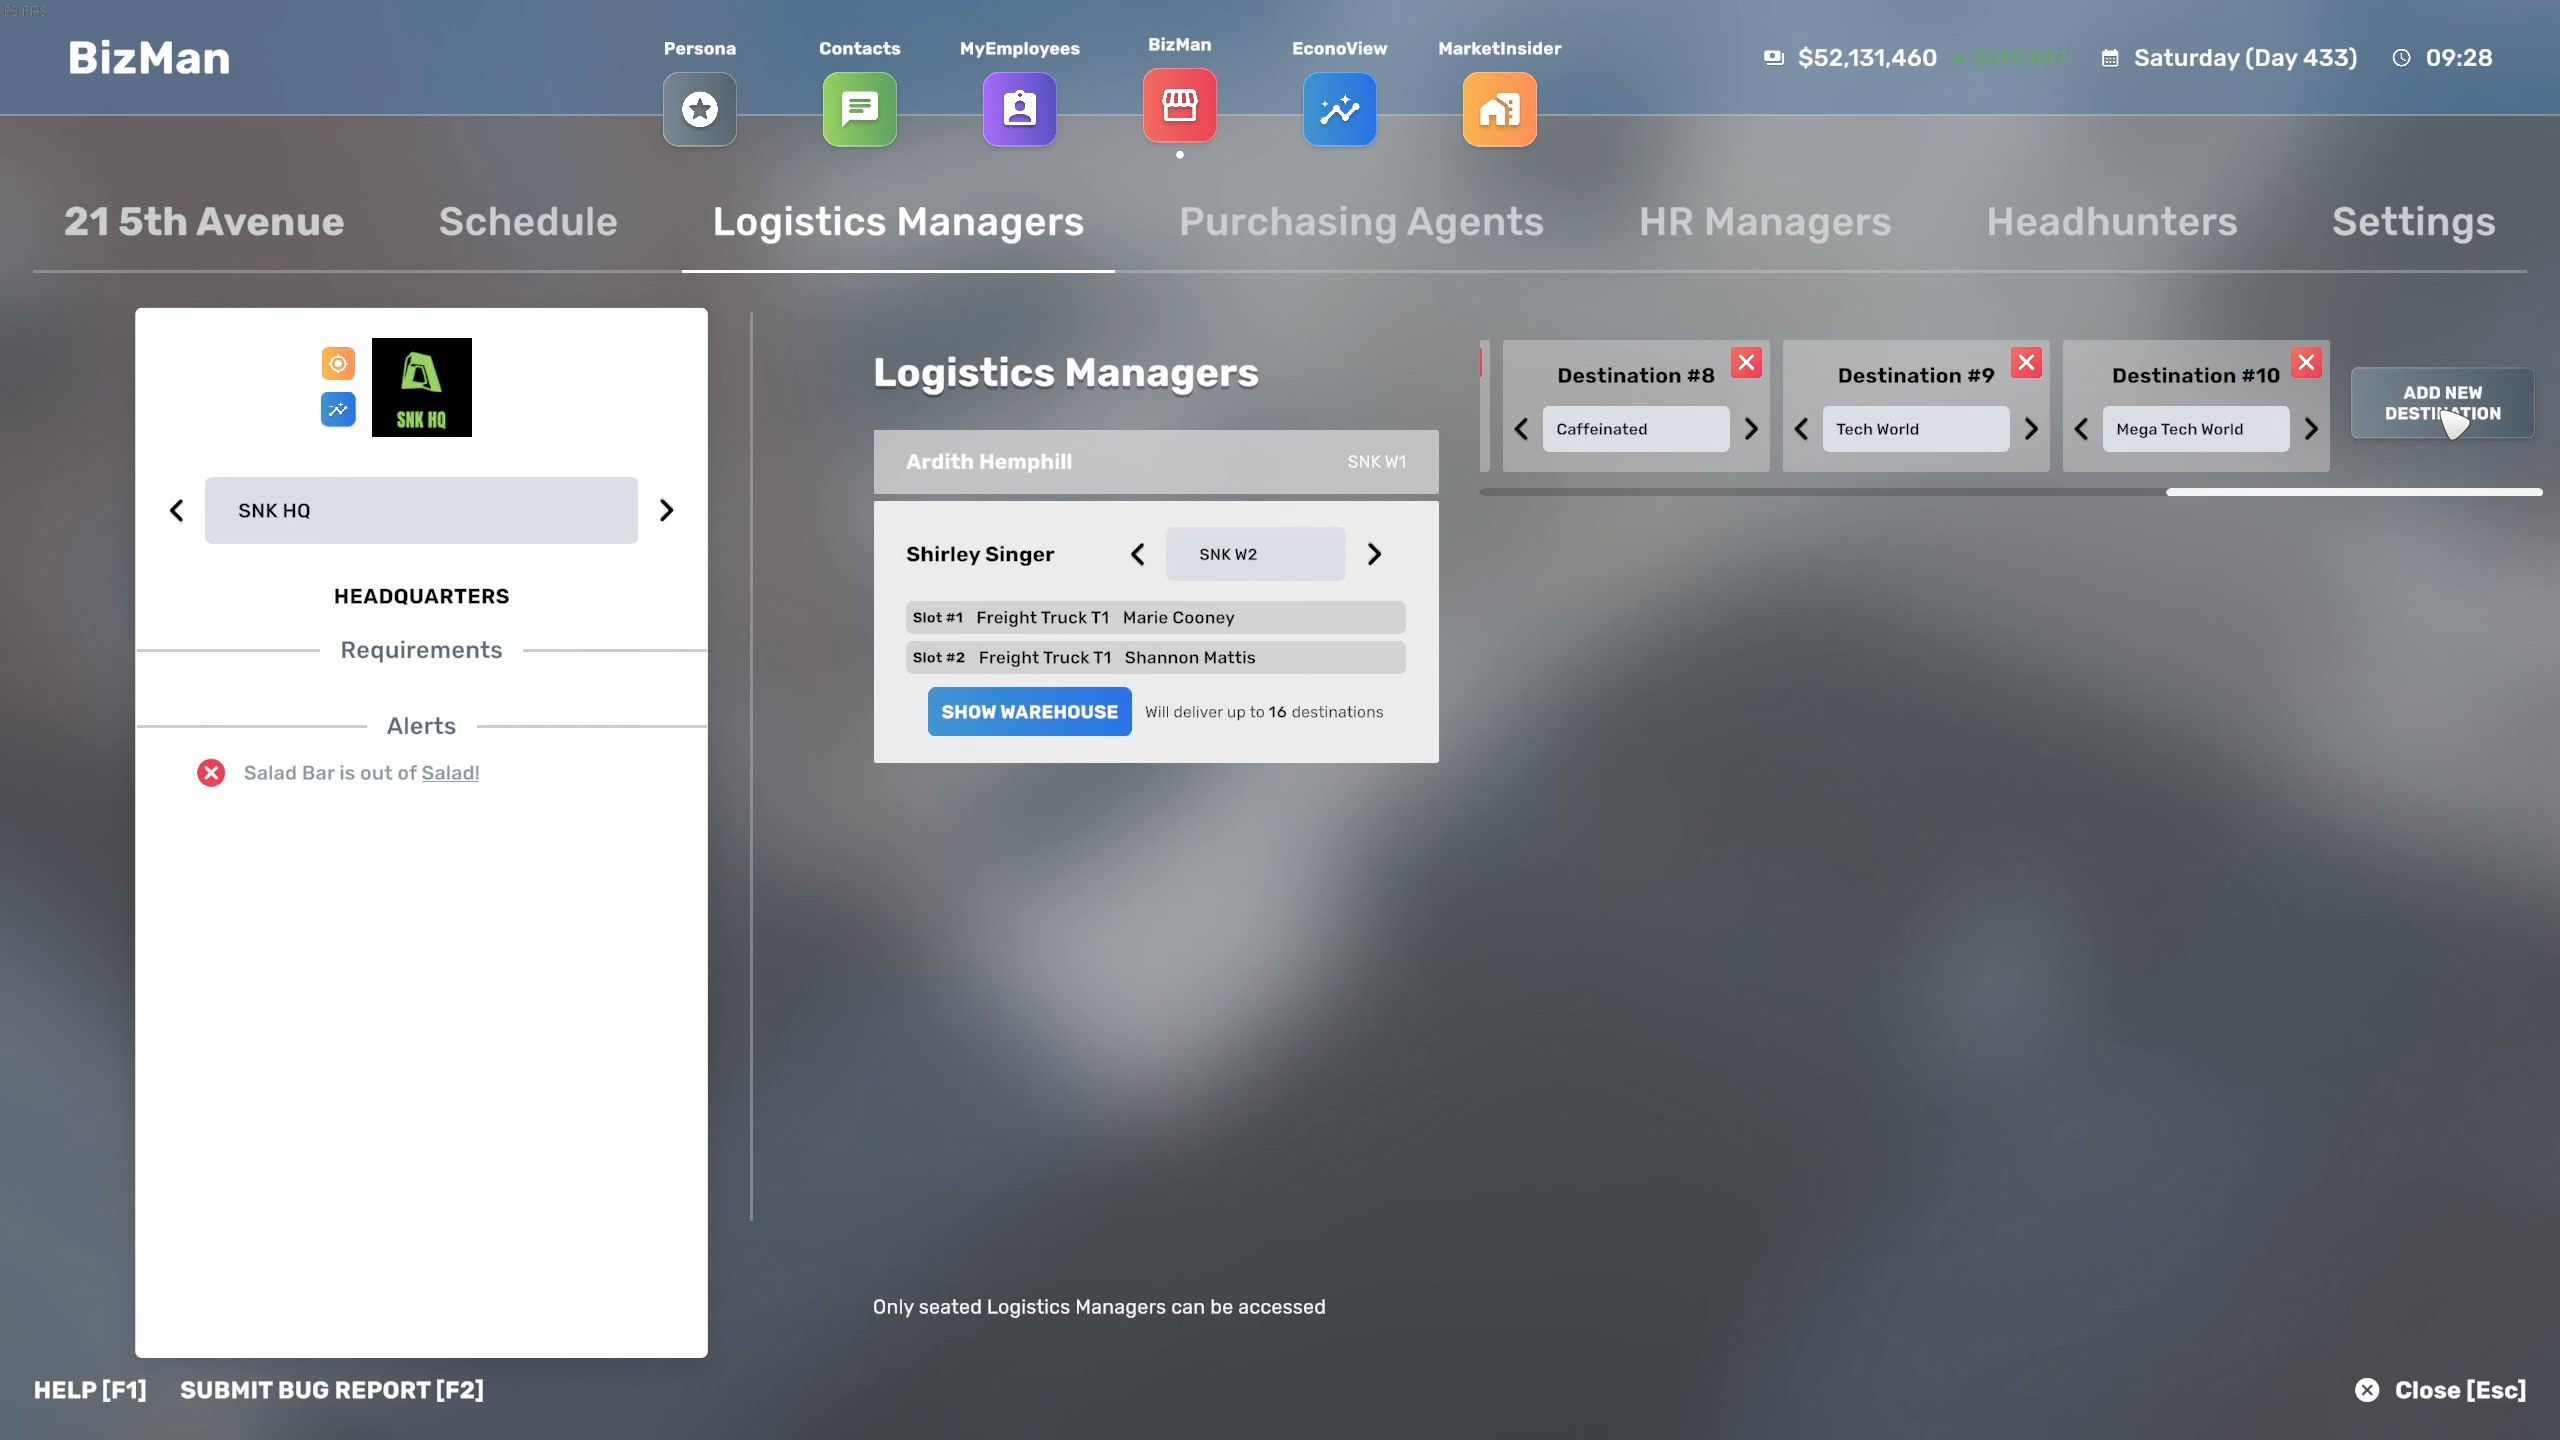 BizMan
Persona
Contacts
MyEmployees
BizMan
EconoView
MarketInsider
$52,131,460
Saturday (Day 433)
09:28
21 5th Avenue
Schedule
Logistics Managers
Purchasing Agents
HR Managers
Headhunters
Settings
SNK HQ
SNK HQ
HEADQUARTERS
Requirements
Alerts
Salad Bar is out of Salad!
Logistics Managers
Ardith Hemphill SNK W1
Shirley Singer SNK W2
Slot #1 Freight Truck T1 Marie Cooney
Slot #2 Freight Truck T1 Shannon Mattis
SHOW WAREHOUSE Will deliver up to 16 destinations
Destination #8
Caffeinated
Destination #9
Tech World
Destination #10
Mega Tech World
ADD NEW
DESTINATION
Only seated Logistics Managers can be accessed
HELP [F1]
SUBMIT BUG REPORT [F2]
Close [Esc]